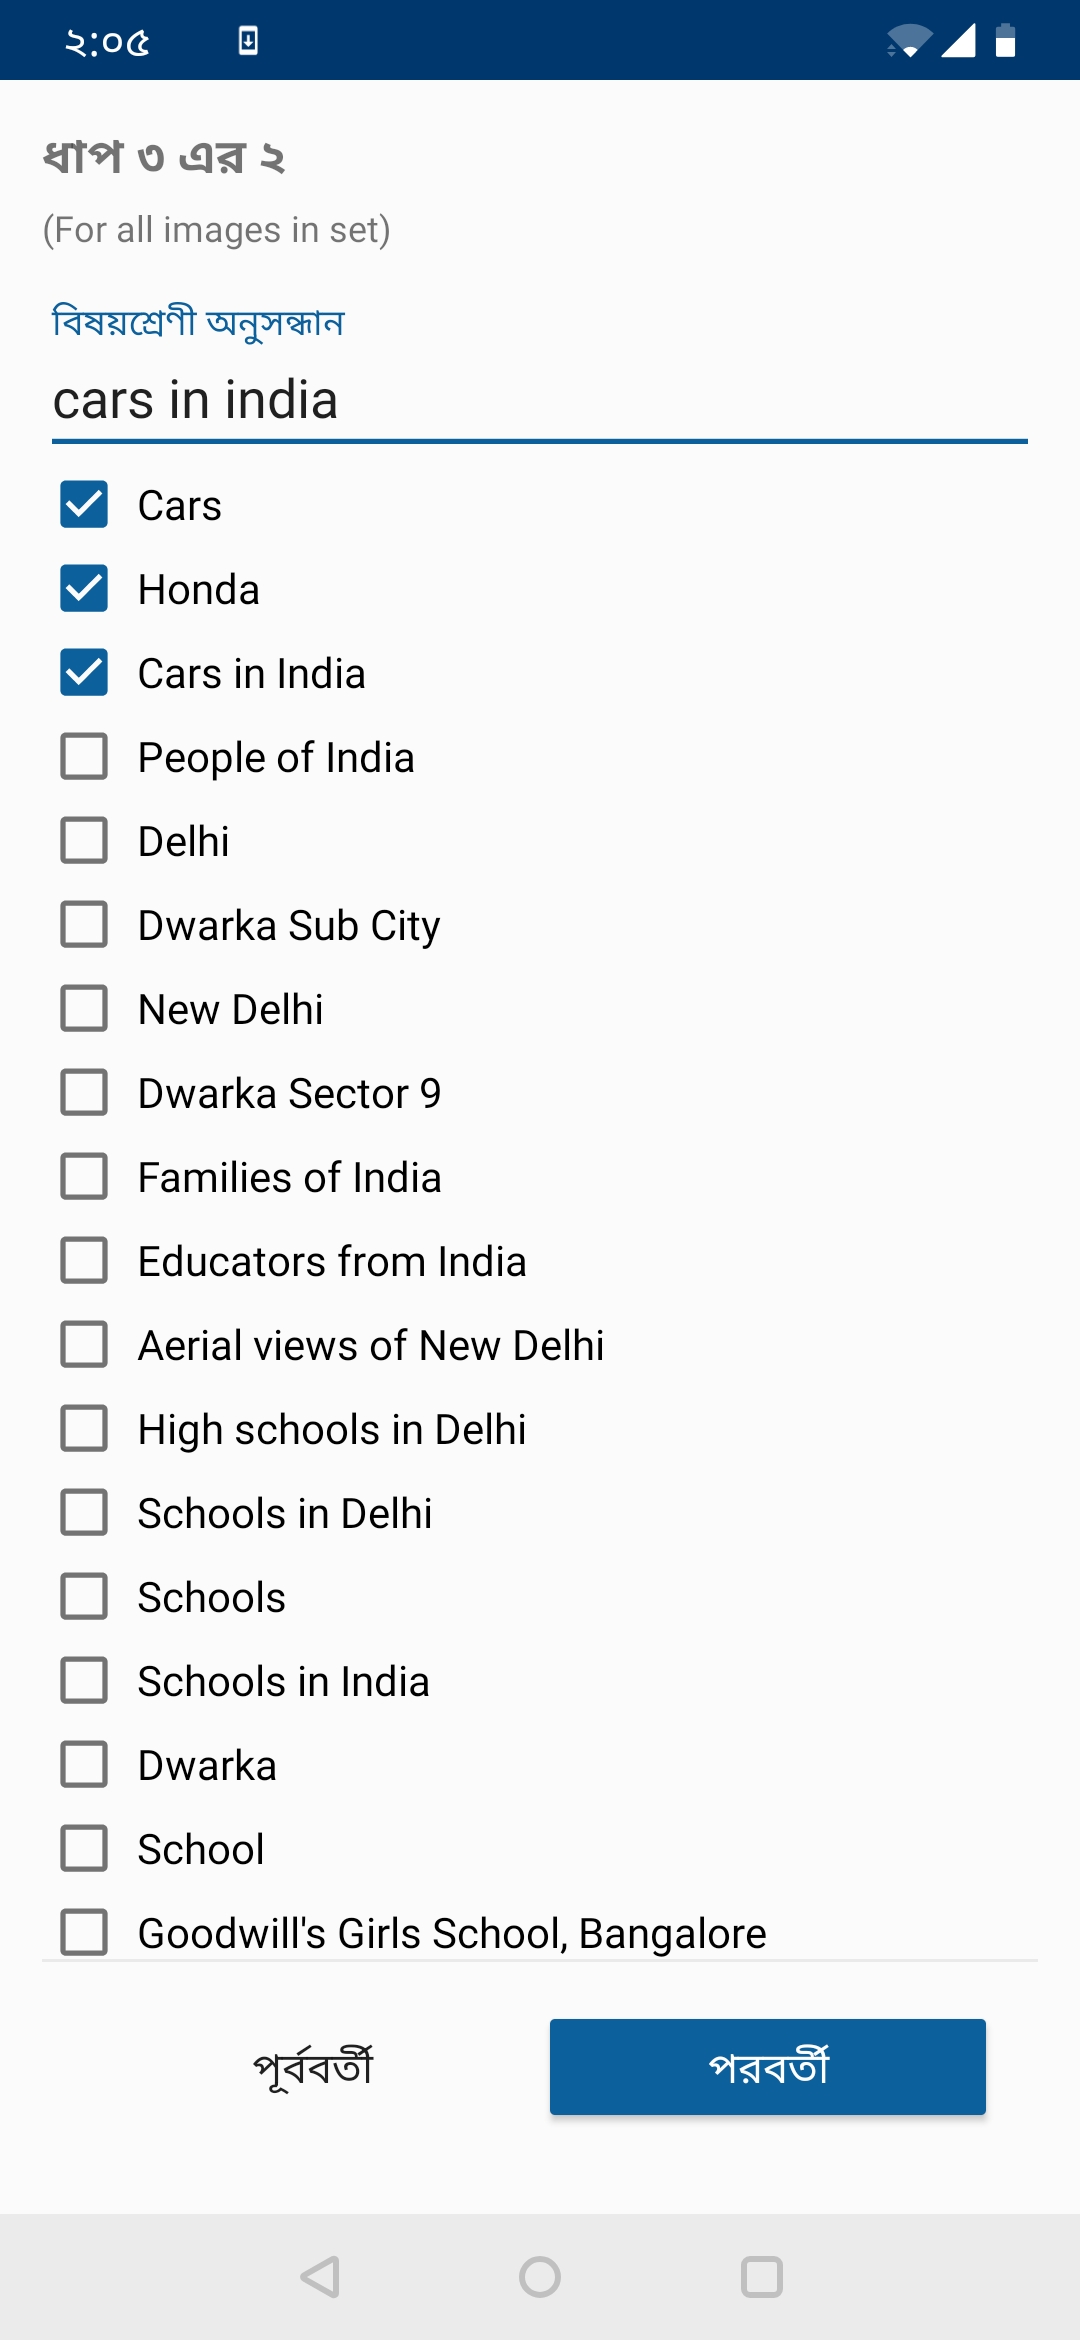 ২:০৫
ধাপ ৩ এর ২
(For all images in set)
বিষয়শ্রেণী অনুসন্ধান
cars in india
Cars
Honda
Cars in India
People of India
Delhi
Dwarka Sub City
New Delhi
Dwarka Sector 9
Families of India
Educators from India
Aerial views of New Delhi
High schools in Delhi
Schools in Delhi
Schools
Schools in India
Dwarka
School
Goodwill's Girls School, Bangalore
পূর্ববর্তী
পরবর্তী